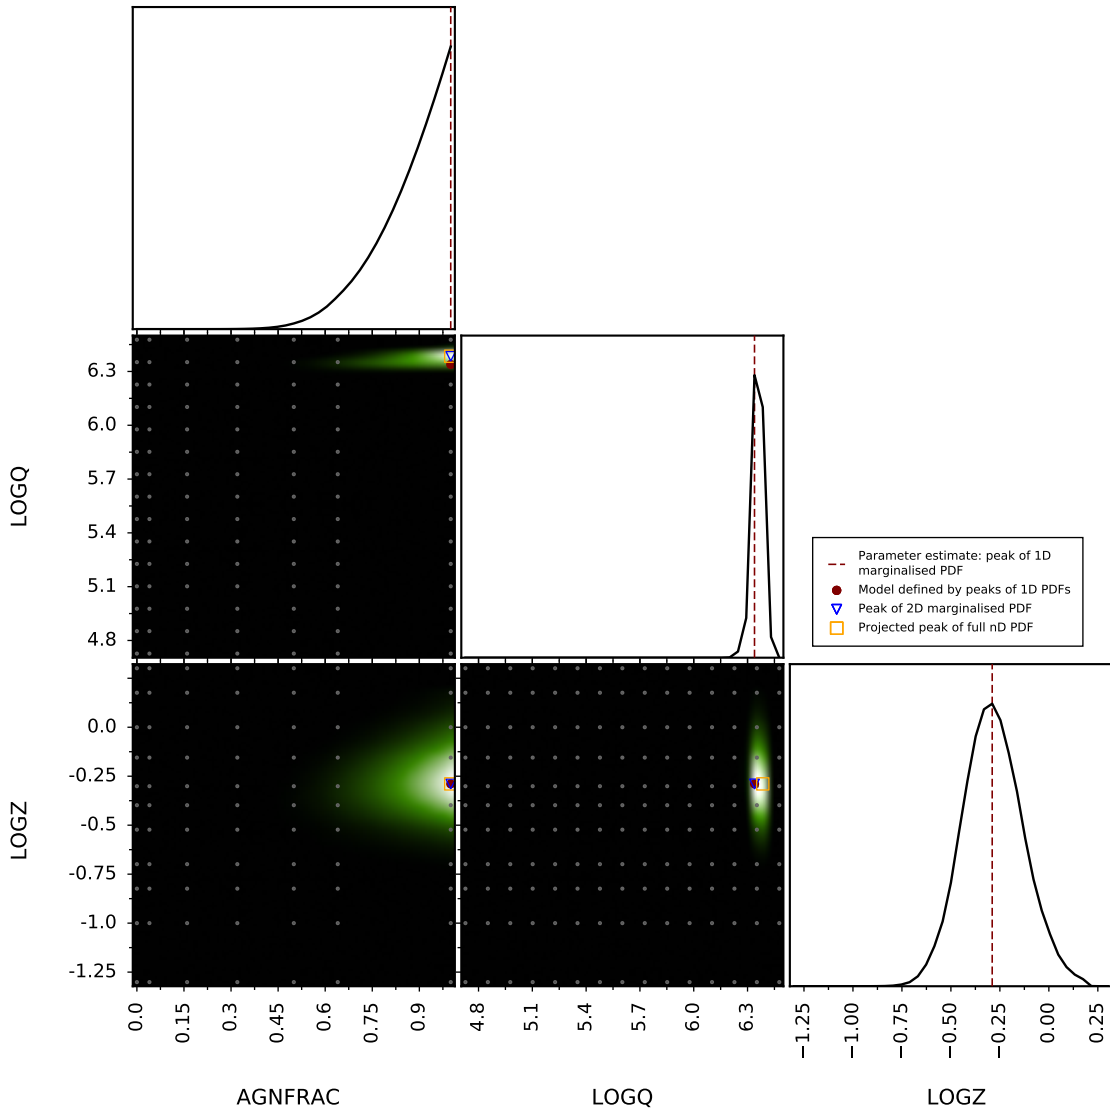 6.3
6.0
5.7
5.4
5.1
4.8
LOGQ
Parameter estimate: peak of 1D
marginalised PDF
Model defined by peaks of 1D PDFs
Peak of 2D marginalised PDF
Projected peak of full nD PDF
0.0
-0.25
-0.5
-0.75
-1.0
-1.25
LOGZ
0.0 0.15 0.3 0.45 0.6 0.75 0.9
4.8 5.1 5.4 5.7 6.0 6.3
−1.25 −1.00 −0.75 −0.50 −0.25 0.00 0.25
AGNFRAC LOGQ LOGZ